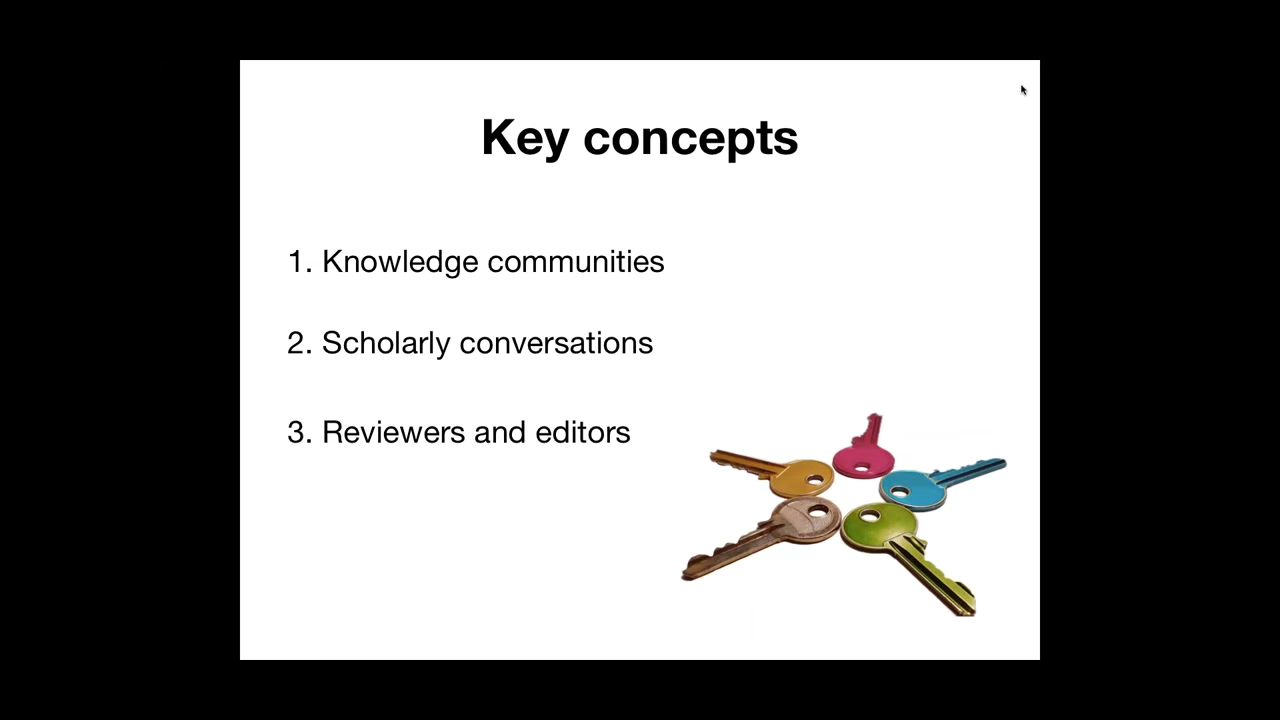 Key concepts
1. Knowledge communities
2. Scholarly conversations
3. Reviewers and editors